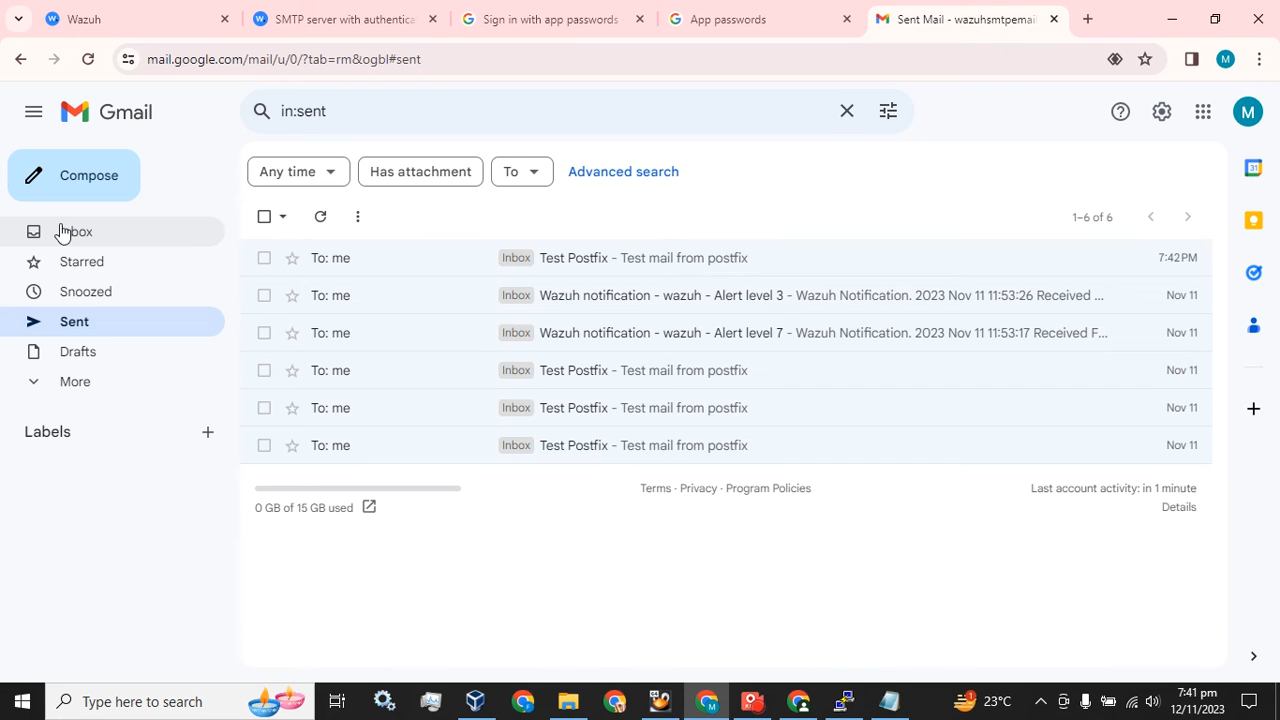 Wazuh
SMTP server with authentica
Sign in with app passwords
App passwords
Sent Mail - wazuhsmtpemail
mail.google.com/mail/u/0/?tab=rm&ogbl#sent
M
Gmail
in:sent
M
Compose
Any time
Has attachment
To
Advanced search
31
1–6 of 6
Inbox
Starred
Snoozed
Sent
Drafts
More
Labels
To: me Inbox Test Postfix - Test mail from postfix 7:42 PM
To: me Inbox Wazuh notification - wazuh - Alert level 3 - Wazuh Notification. 2023 Nov 11 11:53:26 Received ... Nov 11
To: me Inbox Wazuh notification - wazuh - Alert level 7 - Wazuh Notification. 2023 Nov 11 11:53:17 Received F... Nov 11
To: me Inbox Test Postfix - Test mail from postfix Nov 11
To: me Inbox Test Postfix - Test mail from postfix Nov 11
To: me Inbox Test Postfix - Test mail from postfix Nov 11
0 GB of 15 GB used
Terms · Privacy · Program Policies
Last account activity: in 1 minute
Details
Type here to search
23°C
7:41 pm
12/11/2023